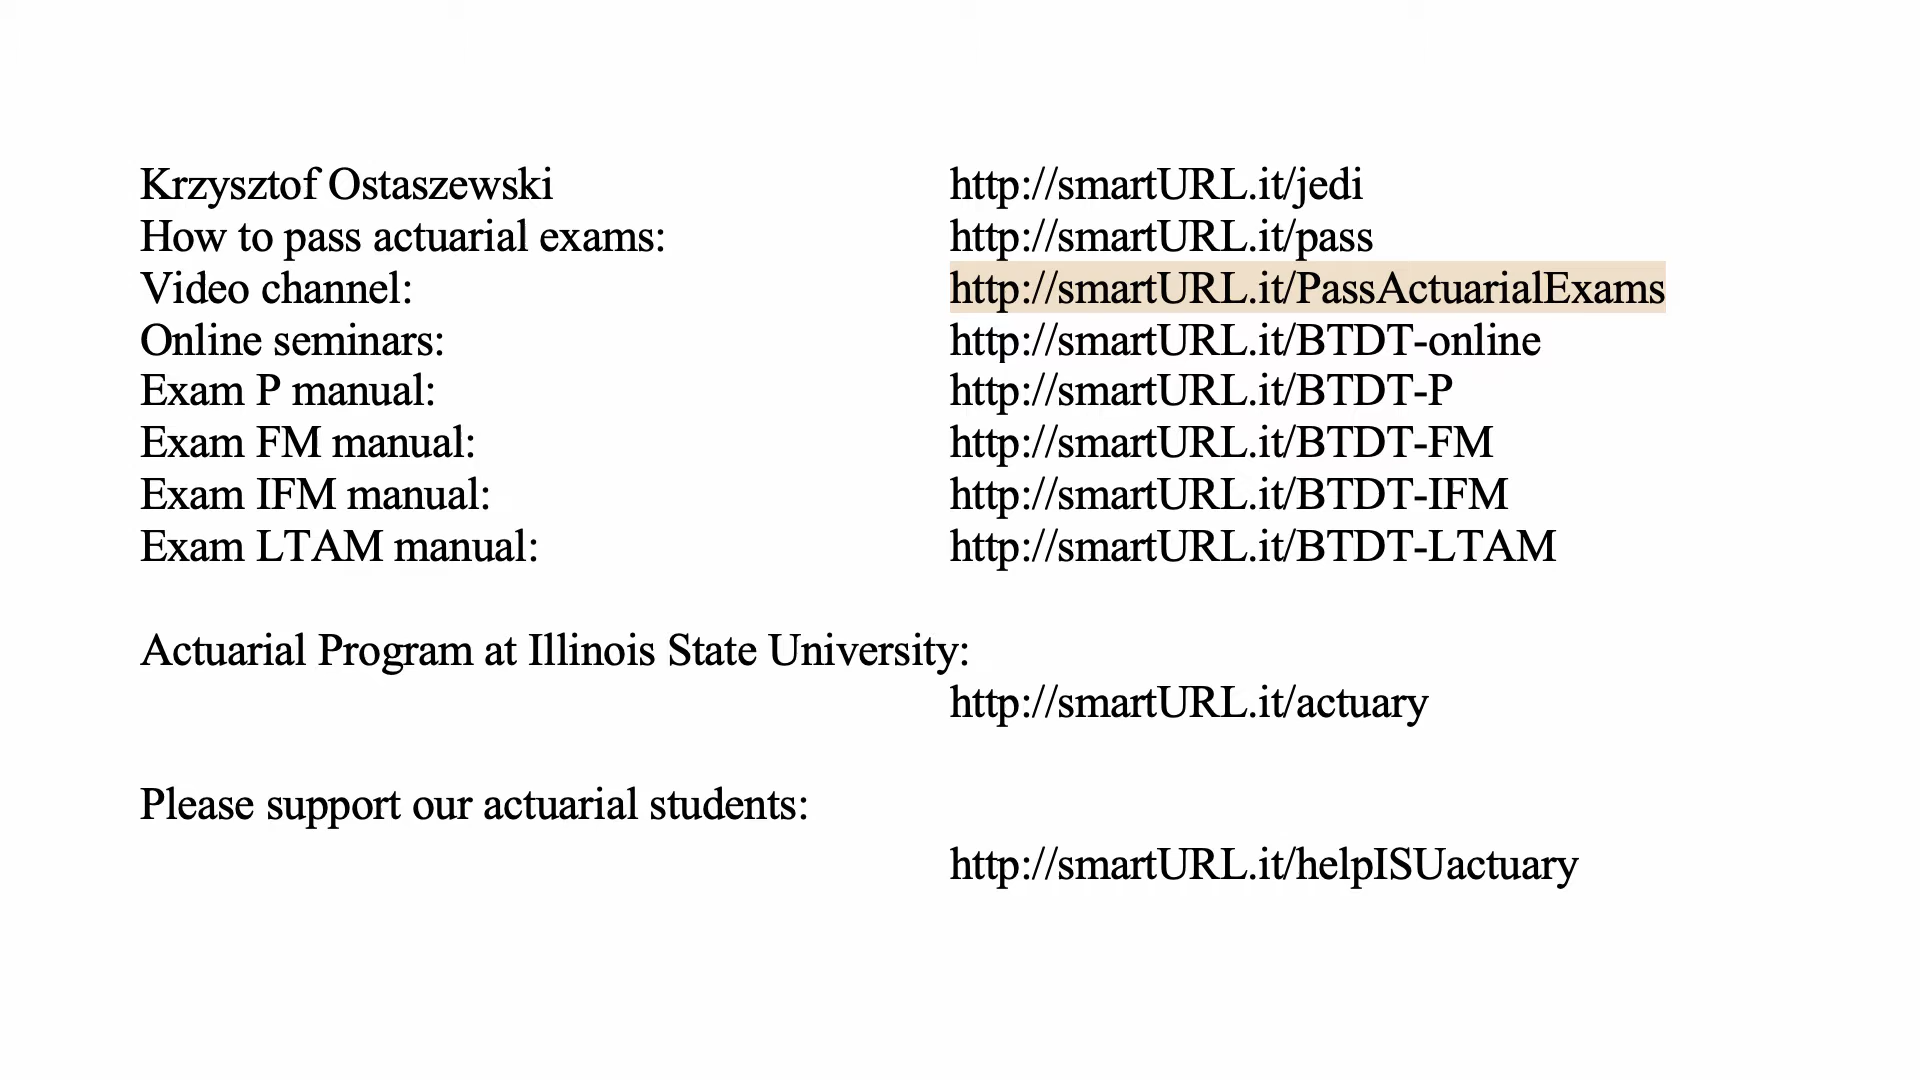 Krzysztof Ostaszewski http://smartURL.it/jedi
How to pass actuarial exams: http://smartURL.it/pass
Video channel: http://smartURL.it/PassActuarialExams
Online seminars: http://smartURL.it/BTDT-online
Exam P manual: http://smartURL.it/BTDT-P
Exam FM manual: http://smartURL.it/BTDT-FM
Exam IFM manual: http://smartURL.it/BTDT-IFM
Exam LTAM manual: http://smartURL.it/BTDT-LTAM
Actuarial Program at Illinois State University:
http://smartURL.it/actuary
Please support our actuarial students:
http://smartURL.it/helpISUactuary